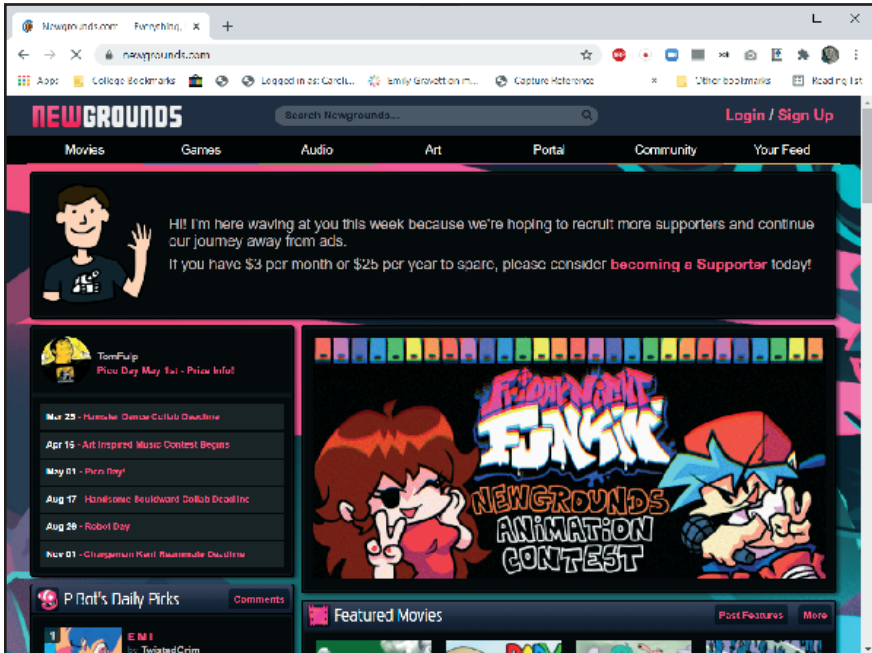 Newgrounds.com — Everything,
newgrounds.com
Apps
College Bookmarks
Logged in as: Caroli...
Emily Gravett on m...
Capture Reference
Other bookmarks
Reading list
NEWGROUNDS
Search Newgrounds...
Login / Sign Up
Movies
Games
Audio
Art
Portal
Community
Your Feed
Hi! I'm here waving at you this week because we're hoping to recruit more supporters and continue
our journey away from ads.
If you have $3 per month or $25 per year to spare, please consider becoming a Supporter today!
TomFulp
Pico Day May 1st - Prize Info!
Mar 25 - Hamster Dance Collab Deadline
Apr 16 - Art Inspired Music Contest Begins
May 01 - Pico Day!
Aug 17 - Handsome Bouldward Collab Deadline
Aug 28 - Robot Day
Nov 01 - Chargeman Ken! Reanimate Deadline
FRIDAY NIGHT
FUNKIN
NEWGROUNDS
ANIMATION
CONTEST
P-Bot's Daily Picks
Comments
1
EMI
by TwistedGrim
Featured Movies
Past Features
More